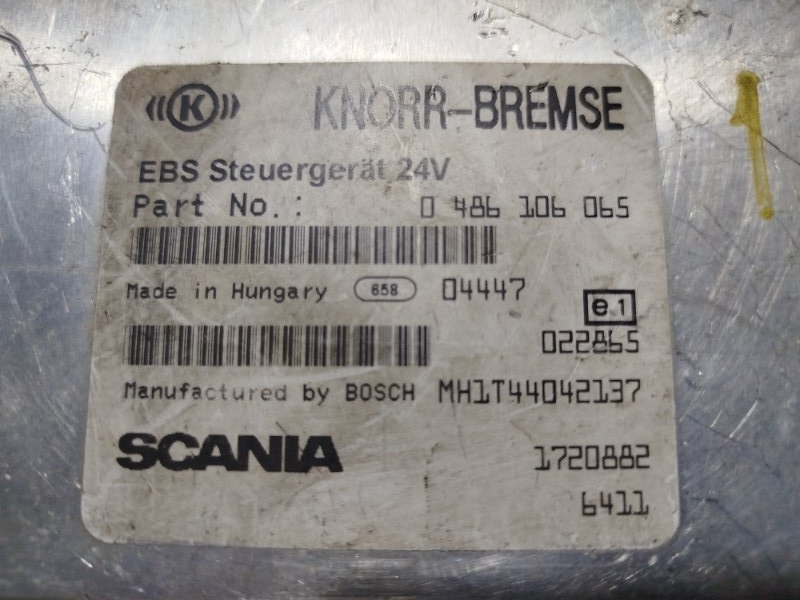 K KNORR-BREMSE
EBS Steuergerät 24V
Part No.: 0 486 106 065
Made in Hungary 658 04447
e1
022865
Manufactured by BOSCH MH1T44042137
SCANIA 1720882
6411
1